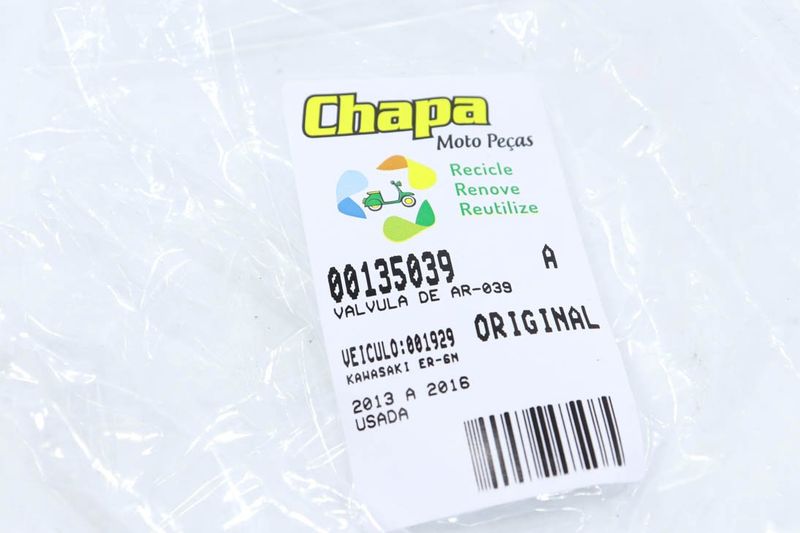 Chapa
Moto Peças
Recicle
Renove
Reutilize
00135039 A
VALVULA DE AR-039
ORIGINAL
VEICULO:001929
KAWASAKI ER-6N
2013 A 2016
USADA